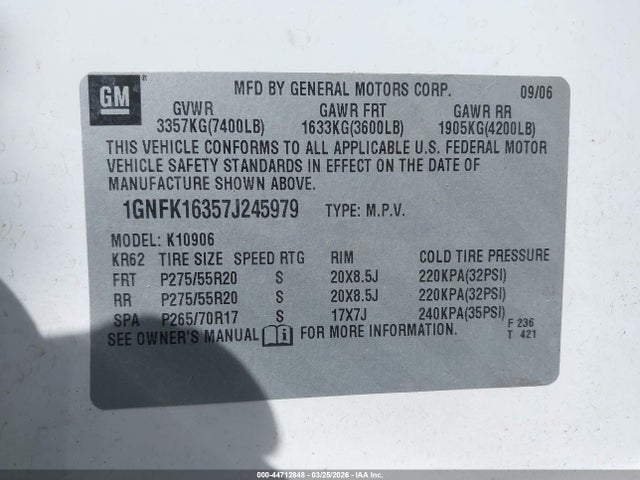 GM ®
MFD BY GENERAL MOTORS CORP. 09/06
GVWR GAWR FRT GAWR RR
3357KG(7400LB) 1633KG(3600LB) 1905KG(4200LB)
THIS VEHICLE CONFORMS TO ALL APPLICABLE U.S. FEDERAL MOTOR
VEHICLE SAFETY STANDARDS IN EFFECT ON THE DATE OF
MANUFACTURE SHOWN ABOVE.
1GNFK16357J245979 TYPE: M.P.V.
MODEL: K10906
KR62 TIRE SIZE SPEED RTG RIM COLD TIRE PRESSURE
FRT P275/55R20 S 20X8.5J 220KPA(32PSI)
RR P275/55R20 S 20X8.5J 220KPA(32PSI)
SPA P265/70R17 S 17X7J 240KPA(35PSI)
F 236
SEE OWNER'S MANUAL i FOR MORE INFORMATION.
T 421
000-44712848 - 03/25/2026 - IAA Inc.